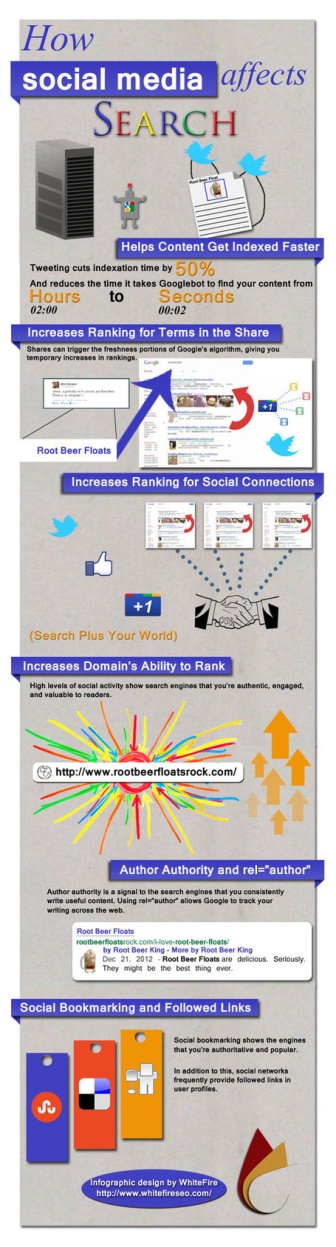 How
social media affects
SEARCH
Root Beer Float
Helps Content Get Indexed Faster
Tweeting cuts indexation time by 50%
And reduces the time it takes Googlebot to find your content from
Hours to Seconds
02:00 00:02
Increases Ranking for Terms in the Share
Shares can trigger the freshness portions of Google's algorithm, giving you
temporary increases in rankings.
Google
+1
Root Beer Floats
Increases Ranking for Social Connections
+1
(Search Plus Your World)
Increases Domain's Ability to Rank
High levels of social activity show search engines that you're authentic, engaged,
and valuable to readers.
http://www.rootbeerfloatsrock.com/
Author Authority and rel="author"
Author authority is a signal to the search engines that you consistently
write useful content. Using rel="author" allows Google to track your
writing across the web.
Root Beer Floats
rootbeerfloatsrock.com/i-love-root-beer-floats/
by Root Beer King - More by Root Beer King
Dec 21, 2012 - Root Beer Floats are delicious. Seriously.
They might be the best thing ever.
Social Bookmarking and Followed Links
Social bookmarking shows the engines
that you're authoritative and popular.
In addition to this, social networks
frequently provide followed links in
user profiles.
Infographic design by WhiteFire
http://www.whitefireseo.com/